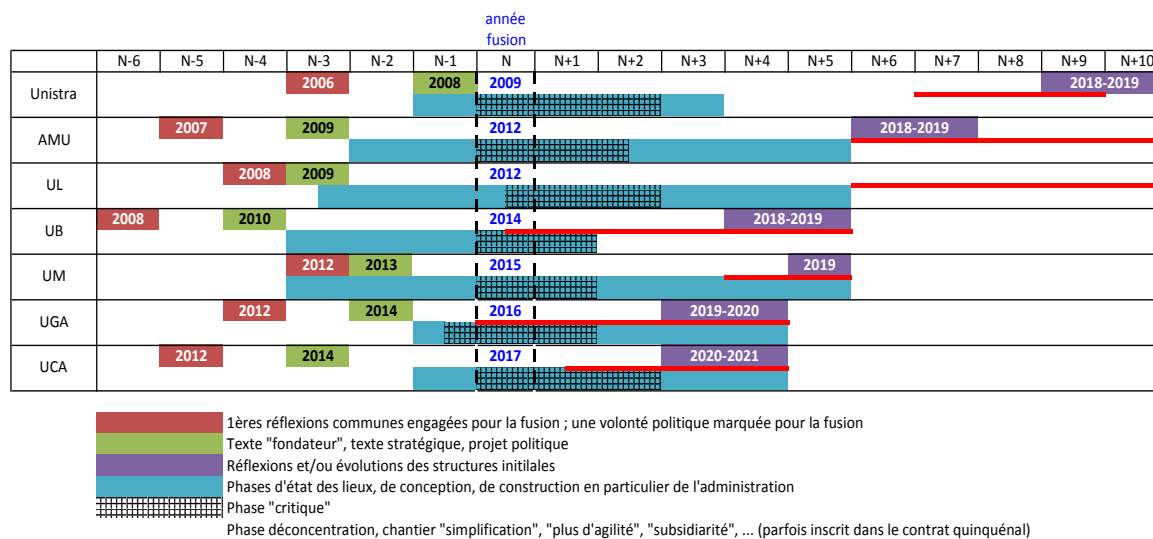 année
fusion
N-6 N-5 N-4 N-3 N-2 N-1 N N+1 N+2 N+3 N+4 N+5 N+6 N+7 N+8 N+9 N+10
Unistra 2006 2008 2009 2018-2019
AMU 2007 2009 2012 2018-2019
UL 2008 2009 2012
UB 2008 2010 2014 2018-2019
UM 2012 2013 2015 2019
UGA 2012 2014 2016 2019-2020
UCA 2012 2014 2017 2020-2021
1ères réflexions communes engagées pour la fusion ; une volonté politique marquée pour la fusion
Texte "fondateur", texte stratégique, projet politique
Réflexions et/ou évolutions des structures initilales
Phases d'état des lieux, de conception, de construction en particulier de l'administration
Phase "critique"
Phase déconcentration, chantier "simplification", "plus d'agilité", "subsidiarité", ... (parfois inscrit dans le contrat quinquénal)